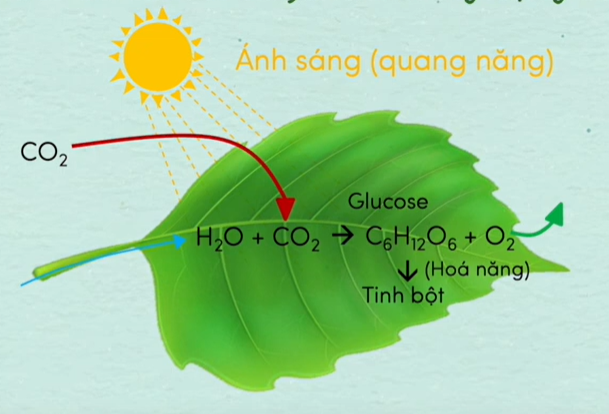 Ánh sáng (quang năng)
CO₂
Glucose
H₂O + CO₂ → C₆H₁₂O₆ + O₂
↓ (Hoá năng)
Tinh bột